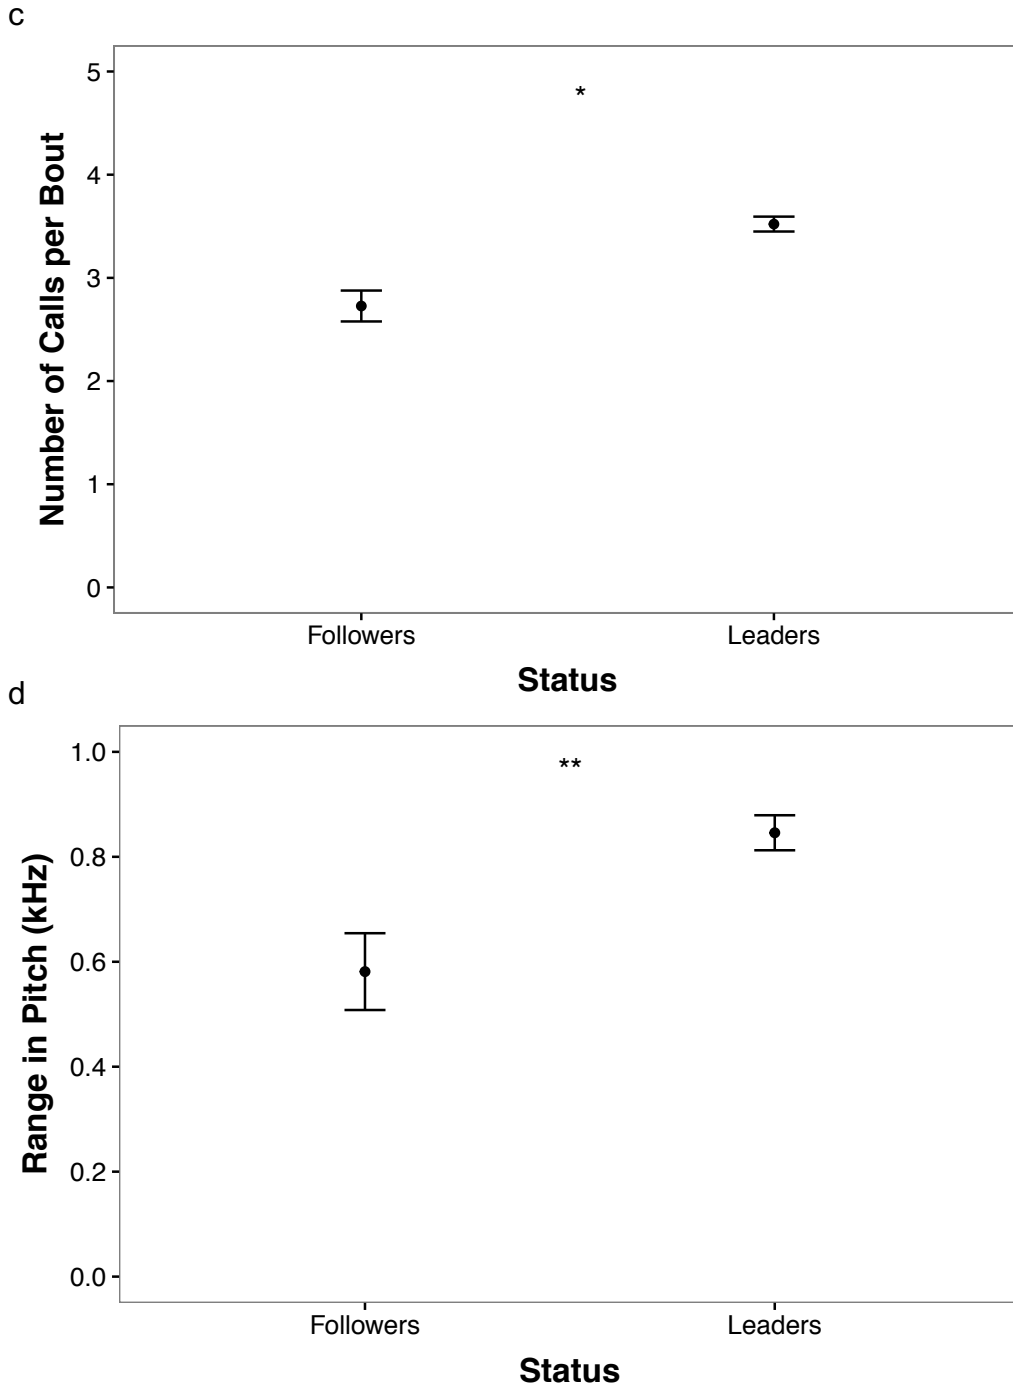 c
Number of Calls per Bout
5
*
4
3
2
1
0
Followers Leaders
Status
d
Range in Pitch (kHz)
1.0
**
0.8
0.6
0.4
0.2
0.0
Followers Leaders
Status